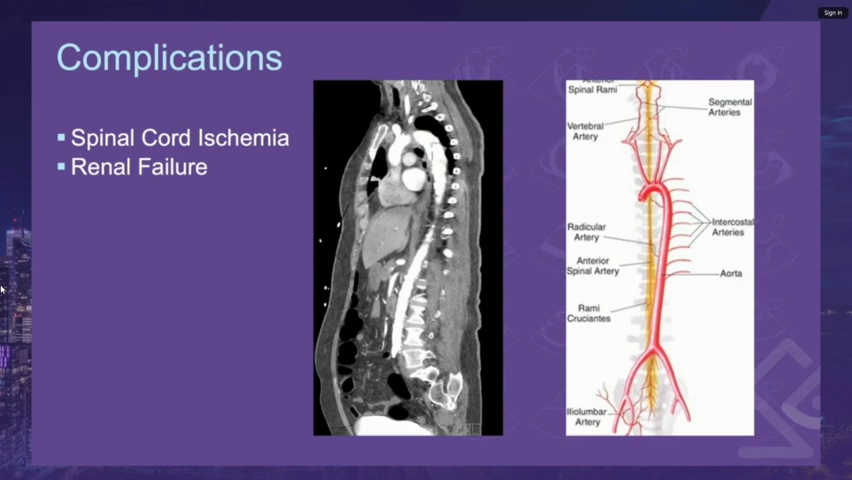 Sign in
Complications
▪ Spinal Cord Ischemia
▪ Renal Failure
Anterior
Spinal Rami
Segmental
Arteries
Vertebral
Artery
Intercostal
Arteries
Radicular
Artery
Anterior
Spinal Artery
Aorta
Rami
Cruciantes
Iliolumbar
Artery